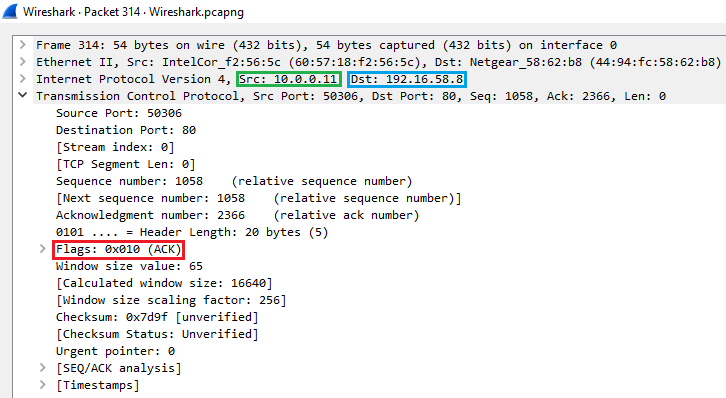 Wireshark · Packet 314 · Wireshark.pcapng
Frame 314: 54 bytes on wire (432 bits), 54 bytes captured (432 bits) on interface 0
Ethernet II, Src: IntelCor_f2:56:5c (60:57:18:f2:56:5c), Dst: Netgear_58:62:b8 (44:94:fc:58:62:b8)
Internet Protocol Version 4, Src: 10.0.0.11, Dst: 192.16.58.8
Transmission Control Protocol, Src Port: 50306, Dst Port: 80, Seq: 1058, Ack: 2366, Len: 0
Source Port: 50306
Destination Port: 80
[Stream index: 0]
[TCP Segment Len: 0]
Sequence number: 1058    (relative sequence number)
[Next sequence number: 1058    (relative sequence number)]
Acknowledgment number: 2366    (relative ack number)
0101 .... = Header Length: 20 bytes (5)
Flags: 0x010 (ACK)
Window size value: 65
[Calculated window size: 16640]
[Window size scaling factor: 256]
Checksum: 0x7d9f [unverified]
[Checksum Status: Unverified]
Urgent pointer: 0
[SEQ/ACK analysis]
[Timestamps]